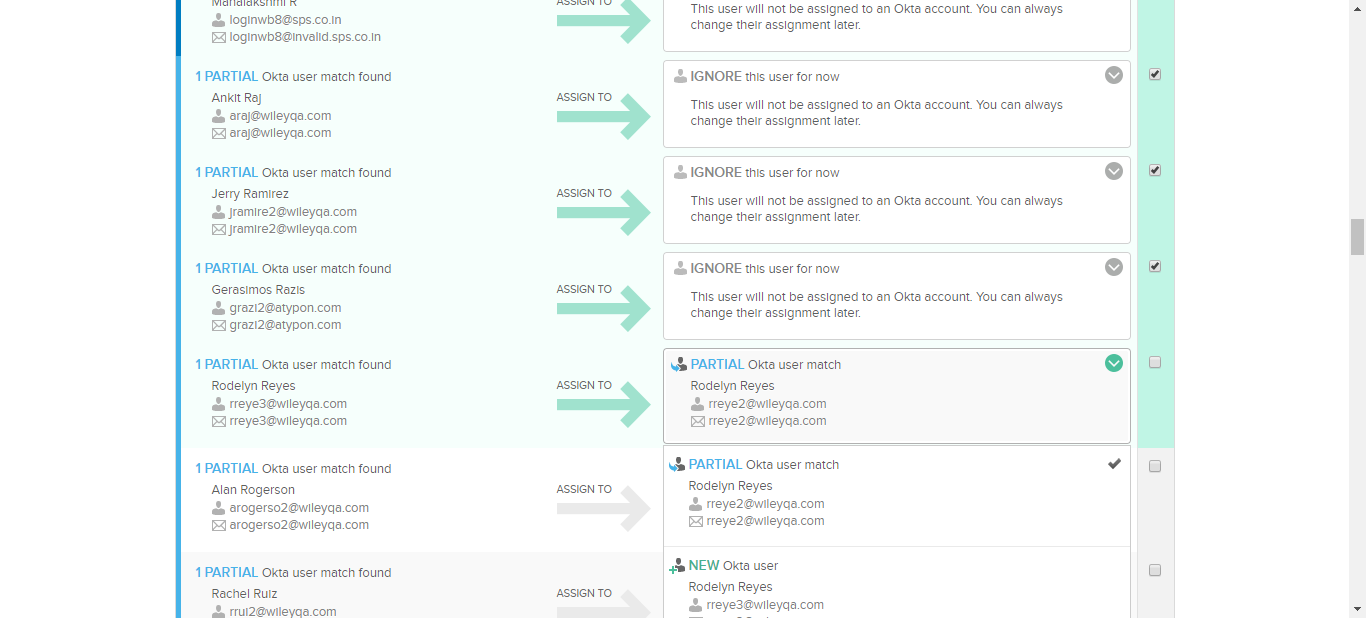 Mahalakshmi R
loginwb8@sps.co.in
loginwb8@invalid.sps.co.in
ASSIGN TO
This user will not be assigned to an Okta account. You can always
change their assignment later.
1 PARTIAL Okta user match found
Ankit Raj
araj@wileyqa.com
araj@wileyqa.com
ASSIGN TO
IGNORE this user for now
This user will not be assigned to an Okta account. You can always
change their assignment later.
1 PARTIAL Okta user match found
Jerry Ramirez
jramire2@wileyqa.com
jramire2@wileyqa.com
ASSIGN TO
IGNORE this user for now
This user will not be assigned to an Okta account. You can always
change their assignment later.
1 PARTIAL Okta user match found
Gerasimos Razis
grazi2@atypon.com
grazi2@atypon.com
ASSIGN TO
IGNORE this user for now
This user will not be assigned to an Okta account. You can always
change their assignment later.
1 PARTIAL Okta user match found
Rodelyn Reyes
rreye3@wileyqa.com
rreye3@wileyqa.com
ASSIGN TO
PARTIAL Okta user match
Rodelyn Reyes
rreye2@wileyqa.com
rreye2@wileyqa.com
1 PARTIAL Okta user match found
Alan Rogerson
arogerso2@wileyqa.com
arogerso2@wileyqa.com
ASSIGN TO
PARTIAL Okta user match
Rodelyn Reyes
rreye2@wileyqa.com
rreye2@wileyqa.com
1 PARTIAL Okta user match found
Rachel Ruiz
rrui2@wileyqa.com
ASSIGN TO
NEW Okta user
Rodelyn Reyes
rreye3@wileyqa.com